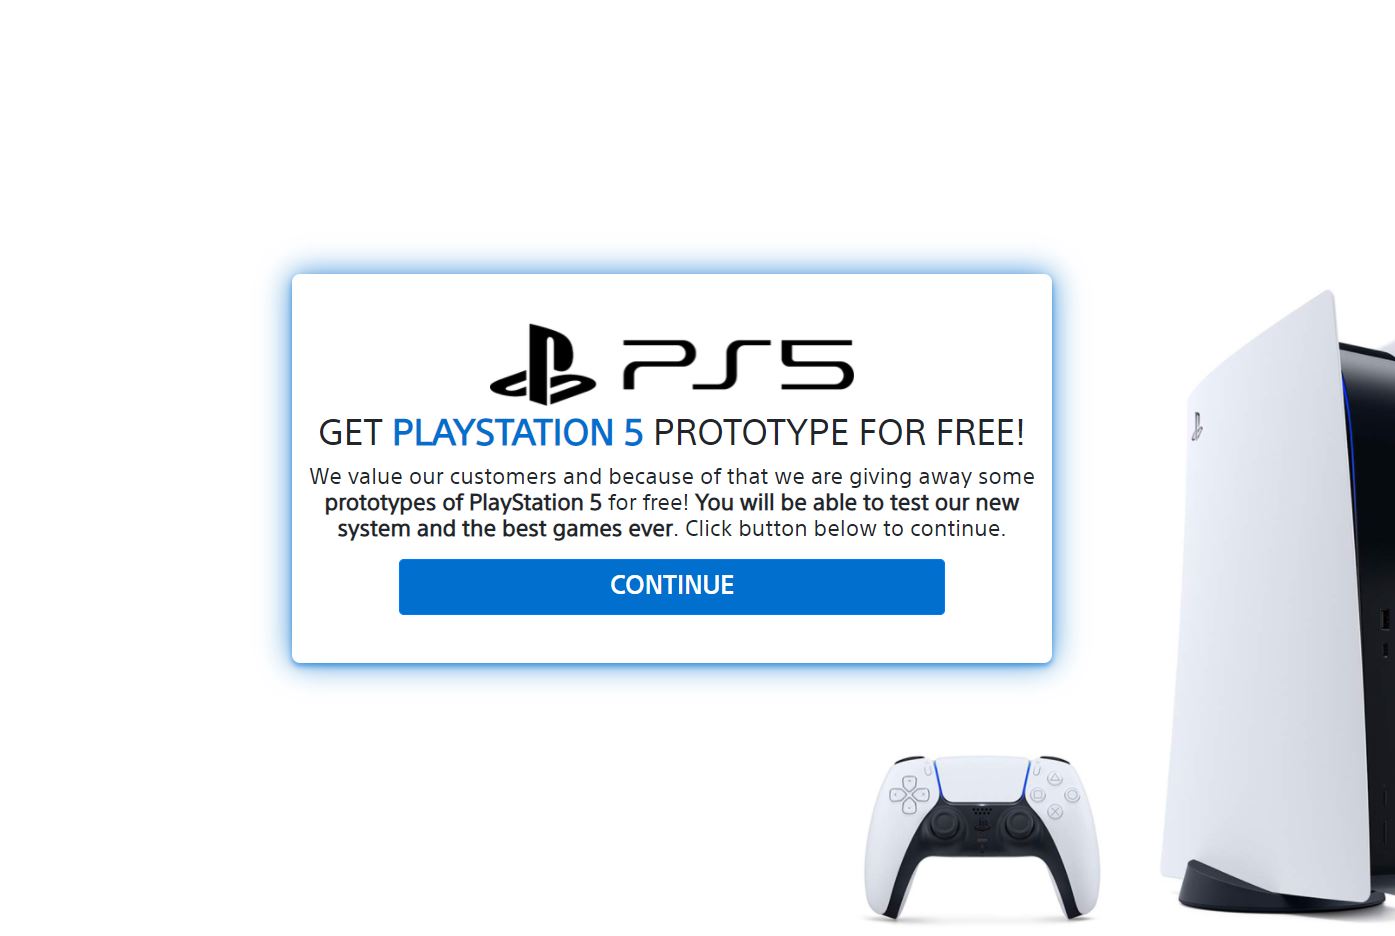 PS5
GET PLAYSTATION 5 PROTOTYPE FOR FREE!
We value our customers and because of that we are giving away some
prototypes of PlayStation 5 for free! You will be able to test our new
system and the best games ever. Click button below to continue.
CONTINUE